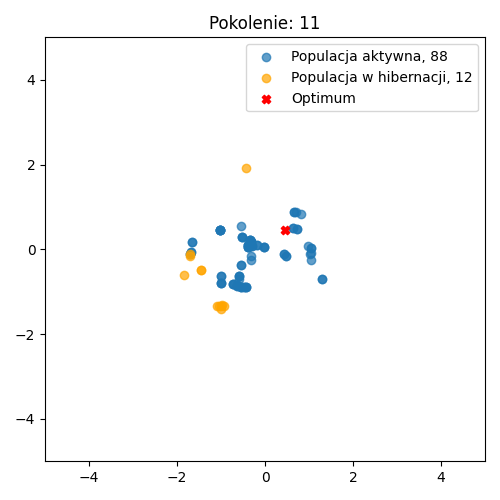 Pokolenie: 11
Populacja aktywna, 88
Populacja w hibernacji, 12
Optimum
4
2
0
−2
−4
−4
−2
0
2
4